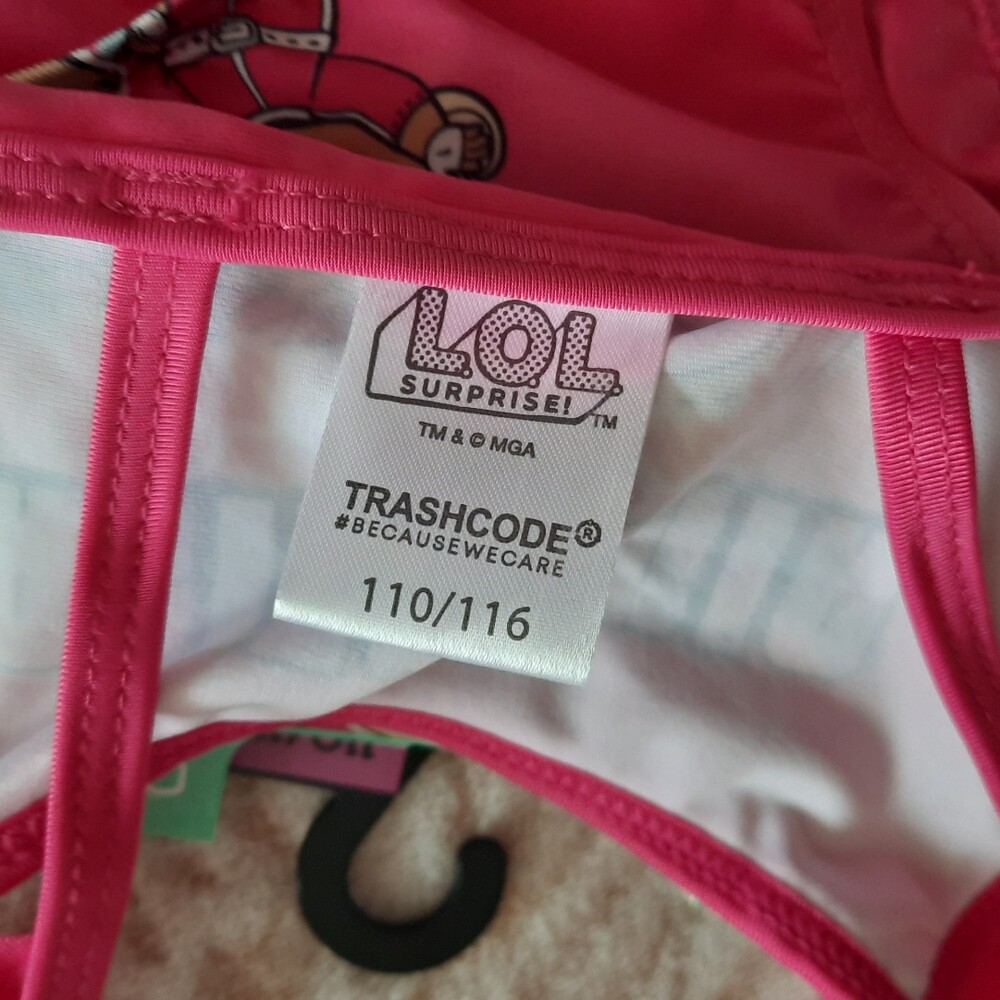 L.O.L.
SURPRISE! TM
TM & © MGA
TRASHCODE®
#BECAUSEWECARE
110/116